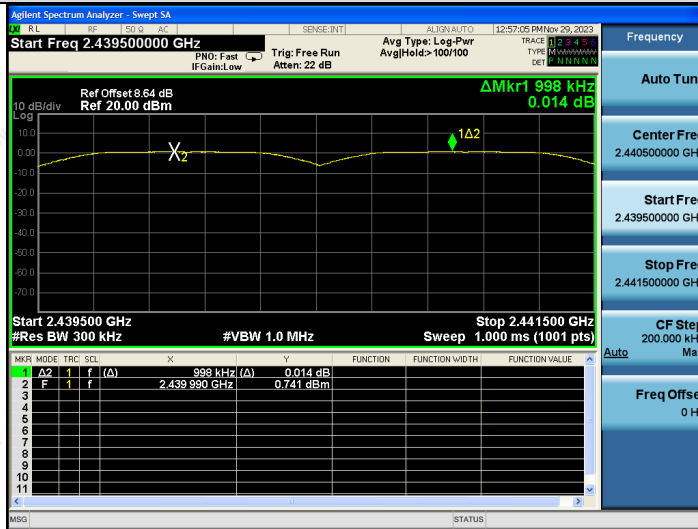 Agilent Spectrum Analyzer - Swept SA
LXI RL RF 50 Ω AC SENSE:INT ALIGN AUTO 12:57:05 PM Nov 29, 2023
Start Freq 2.439500000 GHz
PNO: Fast
IFGain:Low
Trig: Free Run
Atten: 22 dB
Avg Type: Log-Pwr
Avg|Hold:> 100/100
TRACE 1 2 3 4 5 6
TYPE M
DET P N N N N N
Ref Offset 8.64 dB
Ref 20.00 dBm
10 dB/div
Log
ΔMkr1 998 kHz
0.014 dB
10.0
0.00
-10.0
-20.0
-30.0
-40.0
-50.0
-60.0
-70.0
X2
1Δ2
Start 2.439500 GHz
Stop 2.441500 GHz
#Res BW 300 kHz
#VBW 1.0 MHz
Sweep 1.000 ms (1001 pts)
MKR MODE TRC SCL X Y FUNCTION FUNCTION WIDTH FUNCTION VALUE
1 Δ2 1 f (Δ) 998 kHz (Δ) 0.014 dB
2 F 1 f 2.439 990 GHz 0.741 dBm
3
4
5
6
7
8
9
10
11
MSG
STATUS
Frequency
Auto Tun
Center Fre
2.440500000 GH
Start Fre
2.439500000 GH
Stop Fre
2.441500000 GH
CF Ste
200.000 kH
Auto Ma
Freq Offse
0 H